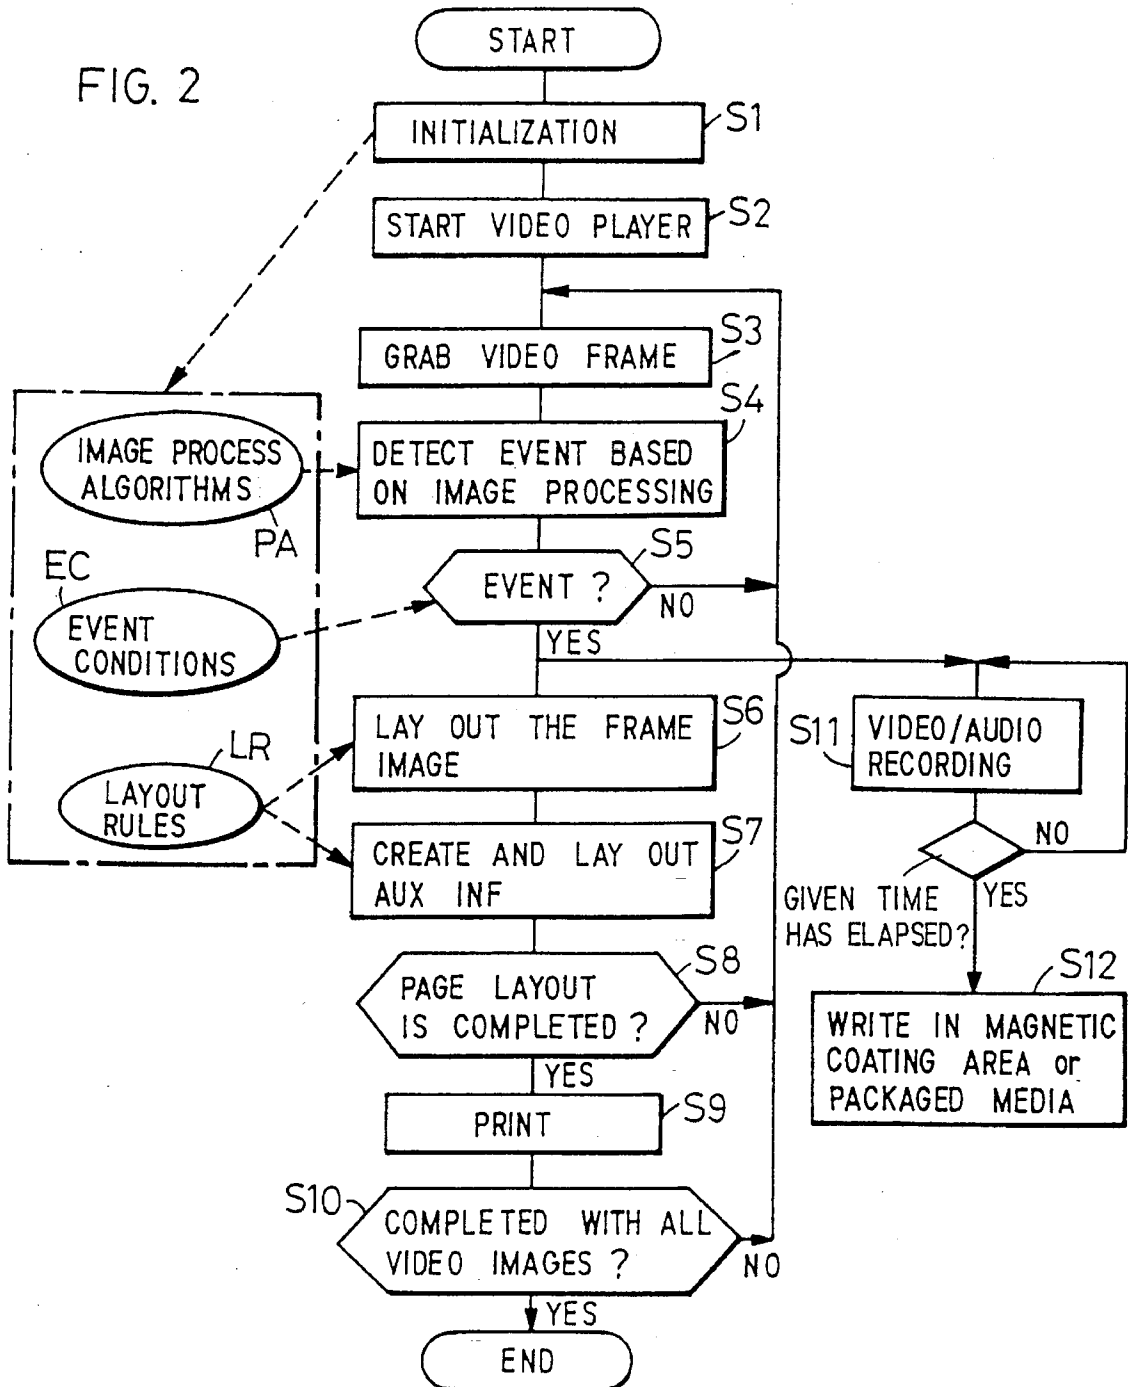 FIG. 2
START
INITIALIZATION
S1
START VIDEO PLAYER
S2
GRAB VIDEO FRAME
S3
S4
DETECT EVENT BASED
ON IMAGE PROCESSING
IMAGE PROCESS
ALGORITHMS
PA
S5
EVENT ?
NO
YES
EC
EVENT
CONDITIONS
LAY OUT THE FRAME
IMAGE
S6
LR
LAYOUT
RULES
CREATE AND LAY OUT
AUX INF
S7
S11
VIDEO/AUDIO
RECORDING
NO
YES
GIVEN TIME
HAS ELAPSED?
S12
WRITE IN MAGNETIC
COATING AREA or
PACKAGED MEDIA
S8
PAGE LAYOUT
IS COMPLETED ?
NO
YES
S9
PRINT
S10
COMPLETED WITH ALL
VIDEO IMAGES ?
NO
YES
END